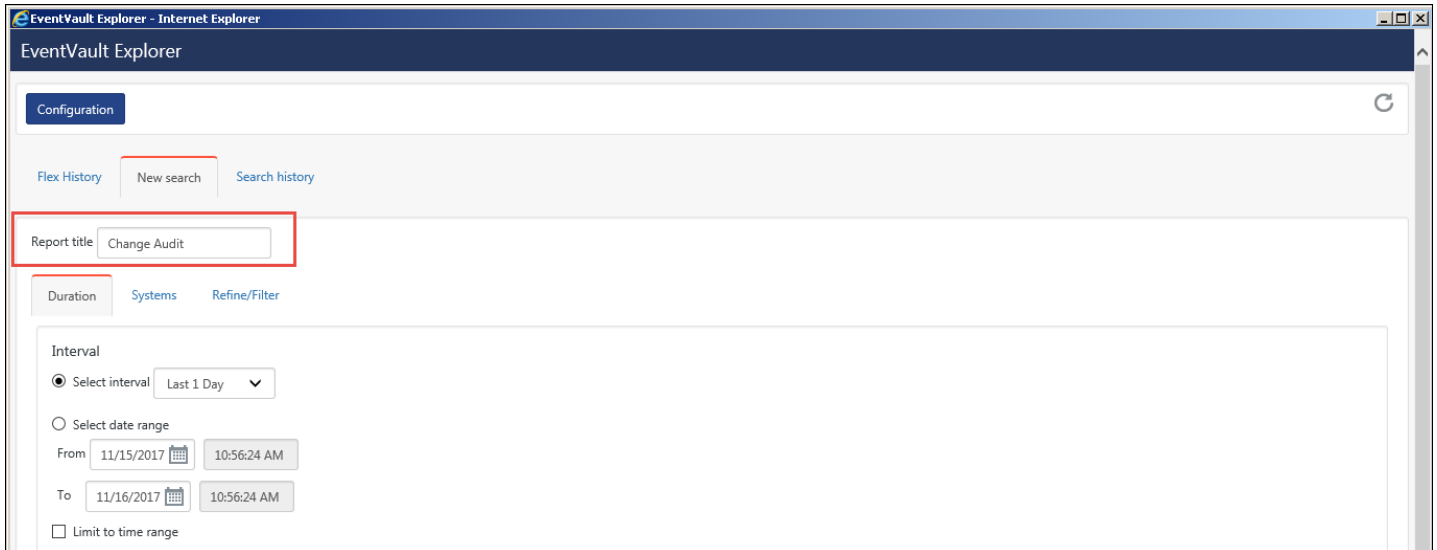 EventVault Explorer - Internet Explorer
EventVault Explorer
Configuration
Flex History New search Search history
Report title Change Audit
Duration Systems Refine/Filter
Interval
Select interval Last 1 Day
Select date range
From 11/15/2017 10:56:24 AM
To 11/16/2017 10:56:24 AM
Limit to time range